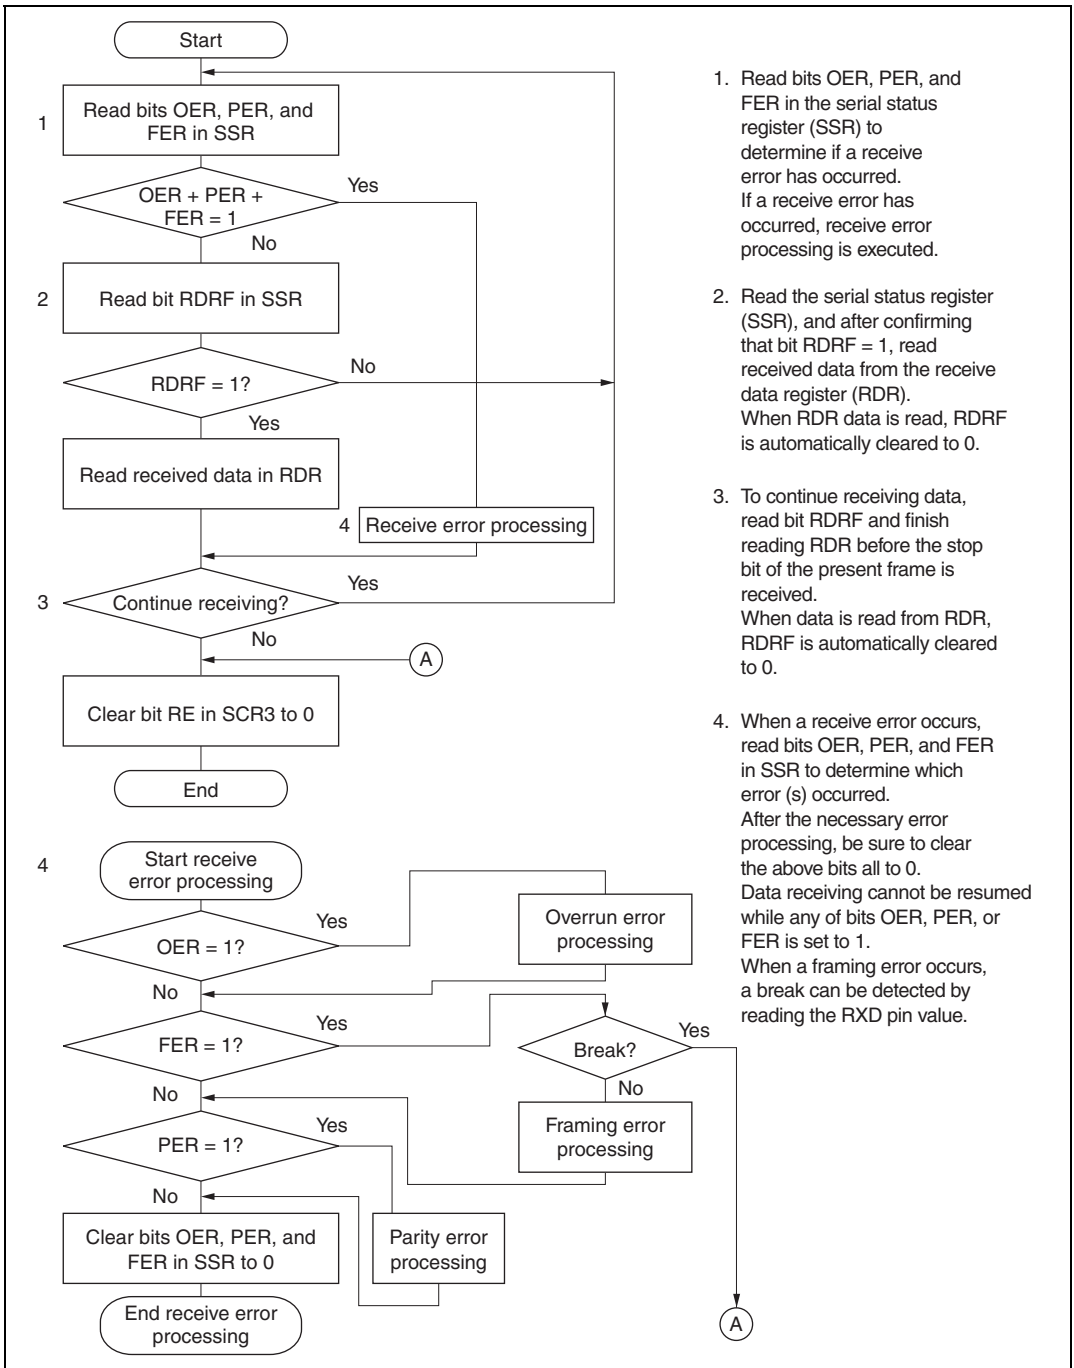 Start
1
Read bits OER, PER, and
FER in SSR
OER + PER +
FER = 1
Yes
No
2
Read bit RDRF in SSR
RDRF = 1?
No
Yes
Read received data in RDR
4
Receive error processing
3
Continue receiving?
Yes
No
A
Clear bit RE in SCR3 to 0
End
4
Start receive
error processing
OER = 1?
Yes
Overrun error
processing
No
FER = 1?
Yes
Break?
Yes
No
No
Framing error
processing
PER = 1?
Yes
No
Clear bits OER, PER, and
FER in SSR to 0
Parity error
processing
End receive error
processing
A
1. Read bits OER, PER, and
FER in the serial status
register (SSR) to
determine if a receive
error has occurred.
If a receive error has
occurred, receive error
processing is executed.
2. Read the serial status register
(SSR), and after confirming
that bit RDRF = 1, read
received data from the receive
data register (RDR).
When RDR data is read, RDRF
is automatically cleared to 0.
3. To continue receiving data,
read bit RDRF and finish
reading RDR before the stop
bit of the present frame is
received.
When data is read from RDR,
RDRF is automatically cleared
to 0.
4. When a receive error occurs,
read bits OER, PER, and FER
in SSR to determine which
error (s) occurred.
After the necessary error
processing, be sure to clear
the above bits all to 0.
Data receiving cannot be resumed
while any of bits OER, PER, or
FER is set to 1.
When a framing error occurs,
a break can be detected by
reading the RXD pin value.